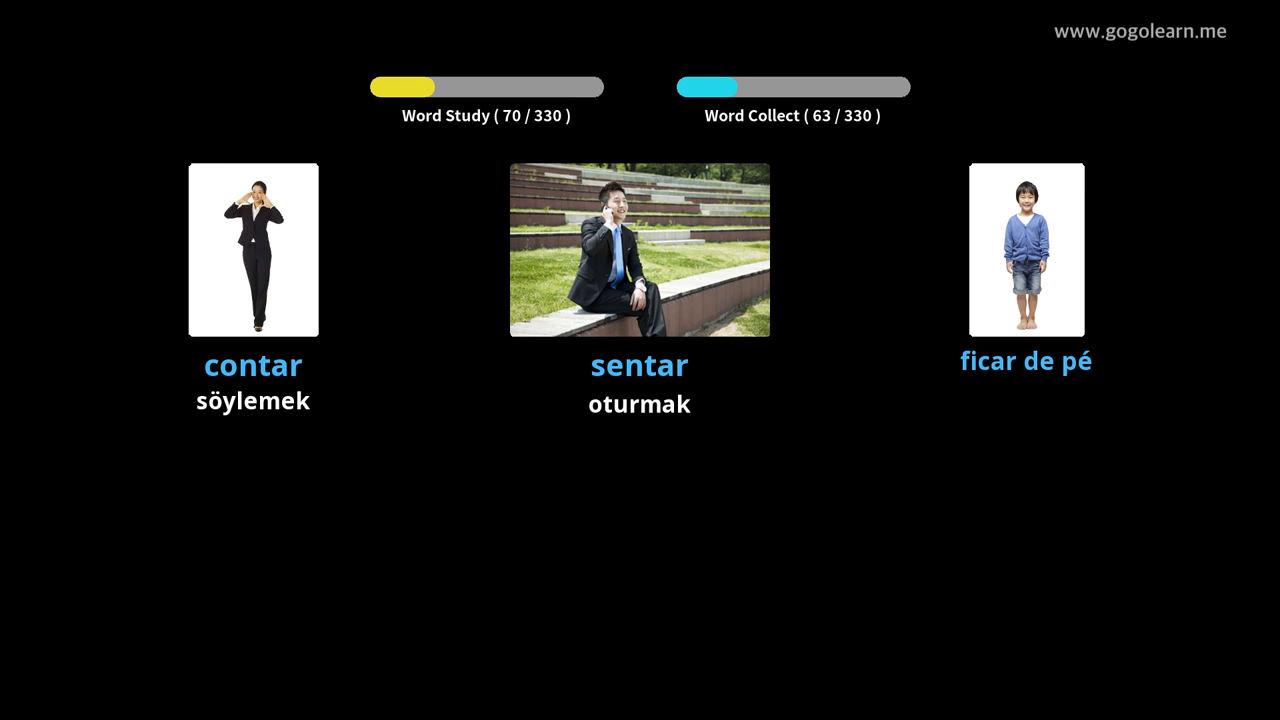 www.gogolearn.me
Word Study ( 70 / 330 )
Word Collect ( 63 / 330 )
contar
söylemek
sentar
oturmak
ficar de pé